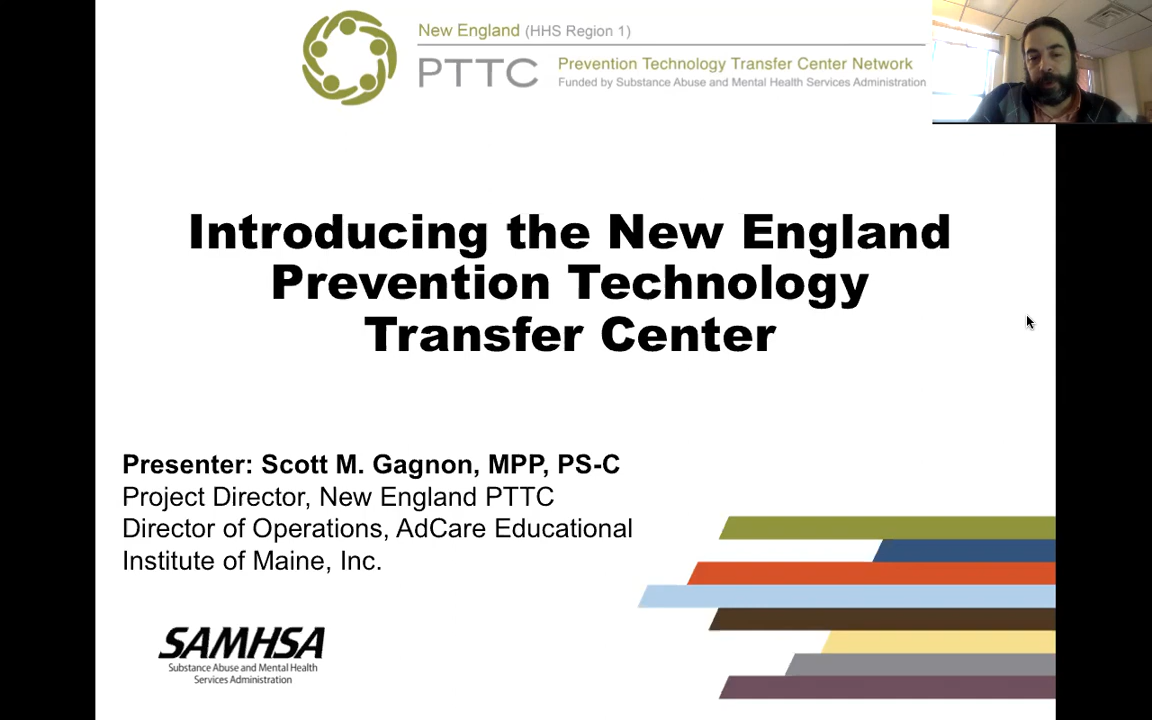 New England (HHS Region 1)
PTTC
Prevention Technology Transfer Center Network
Funded by Substance Abuse and Mental Health Services Administration
Introducing the New England
Prevention Technology
Transfer Center
Presenter: Scott M. Gagnon, MPP, PS-C
Project Director, New England PTTC
Director of Operations, AdCare Educational
Institute of Maine, Inc.
SAMHSA
Substance Abuse and Mental Health
Services Administration